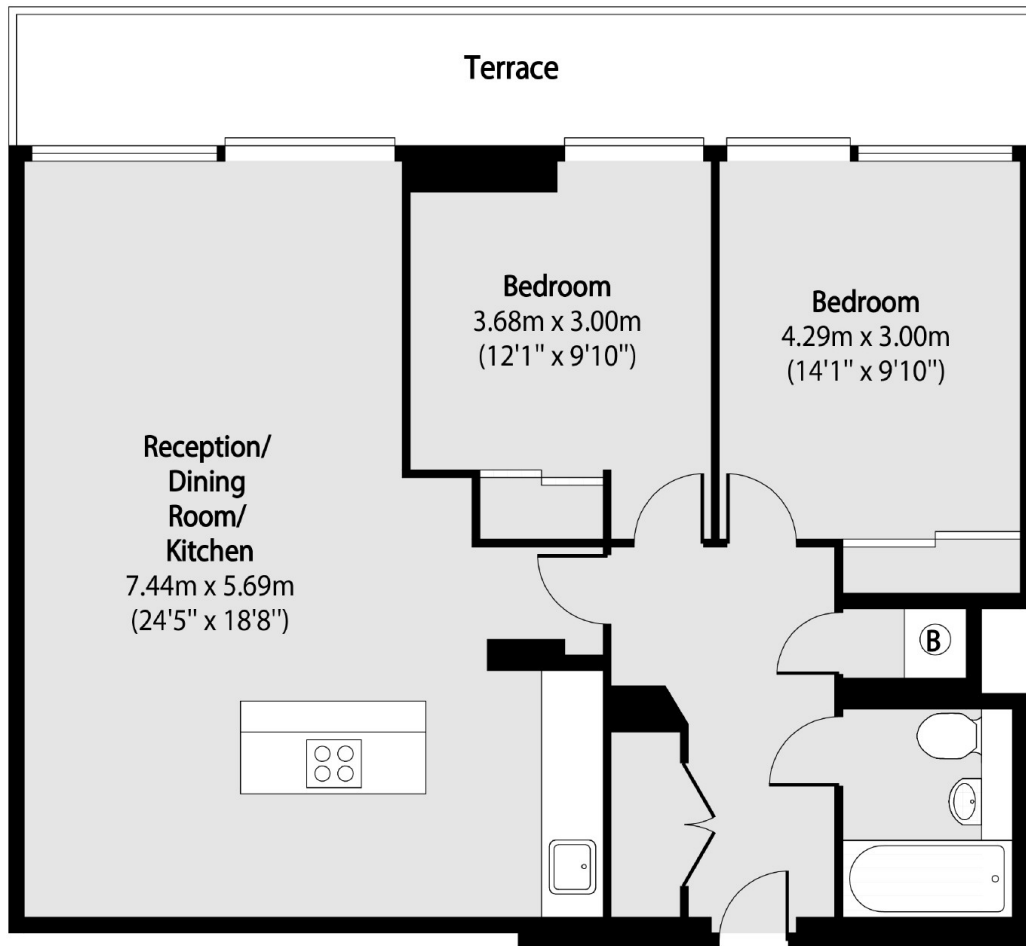 Terrace
Bedroom
3.68m x 3.00m
(12'1" x 9'10")
Bedroom
4.29m x 3.00m
(14'1" x 9'10")
Reception/
Dining
Room/
Kitchen
7.44m x 5.69m
(24'5" x 18'8")
B